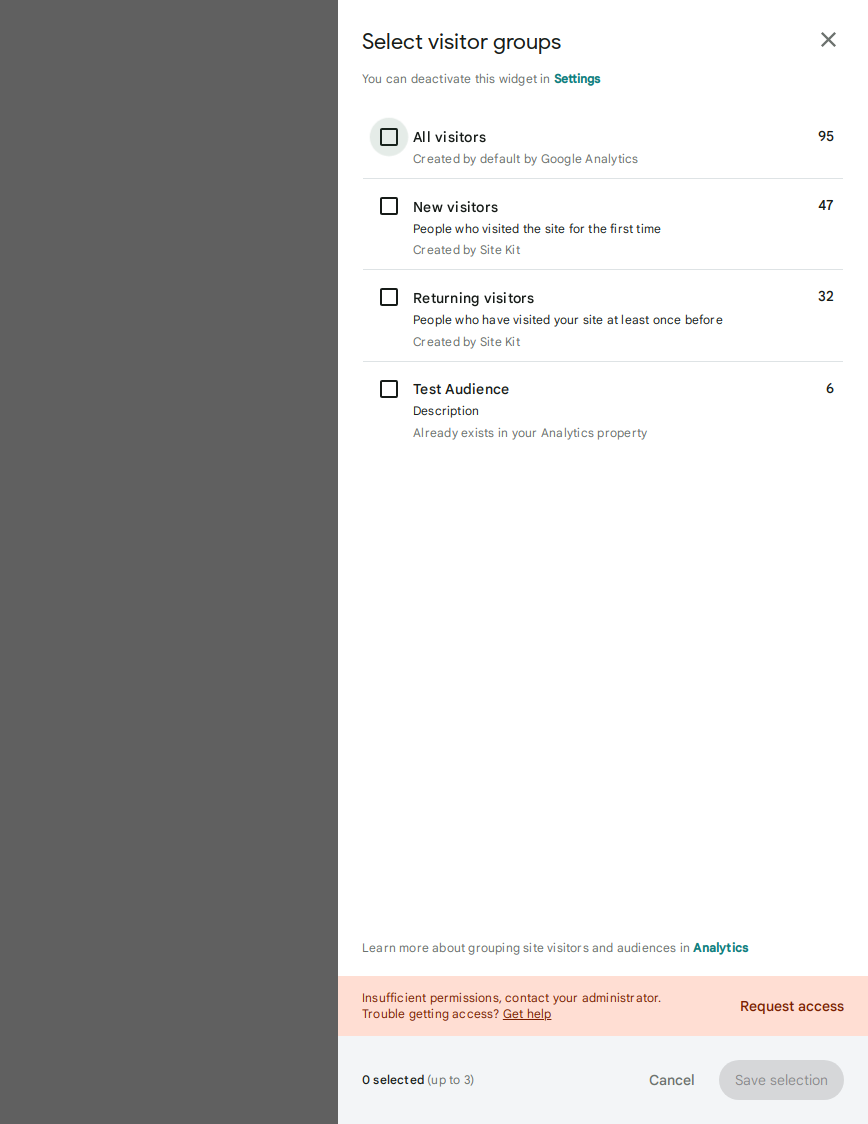 Select visitor groups
You can deactivate this widget in Settings
All visitors 95
Created by default by Google Analytics
New visitors 47
People who visited the site for the first time
Created by Site Kit
Returning visitors 32
People who have visited your site at least once before
Created by Site Kit
Test Audience 6
Description
Already exists in your Analytics property
Learn more about grouping site visitors and audiences in Analytics
Insufficient permissions, contact your administrator.
Trouble getting access? Get help
Request access
0 selected (up to 3)
Cancel
Save selection